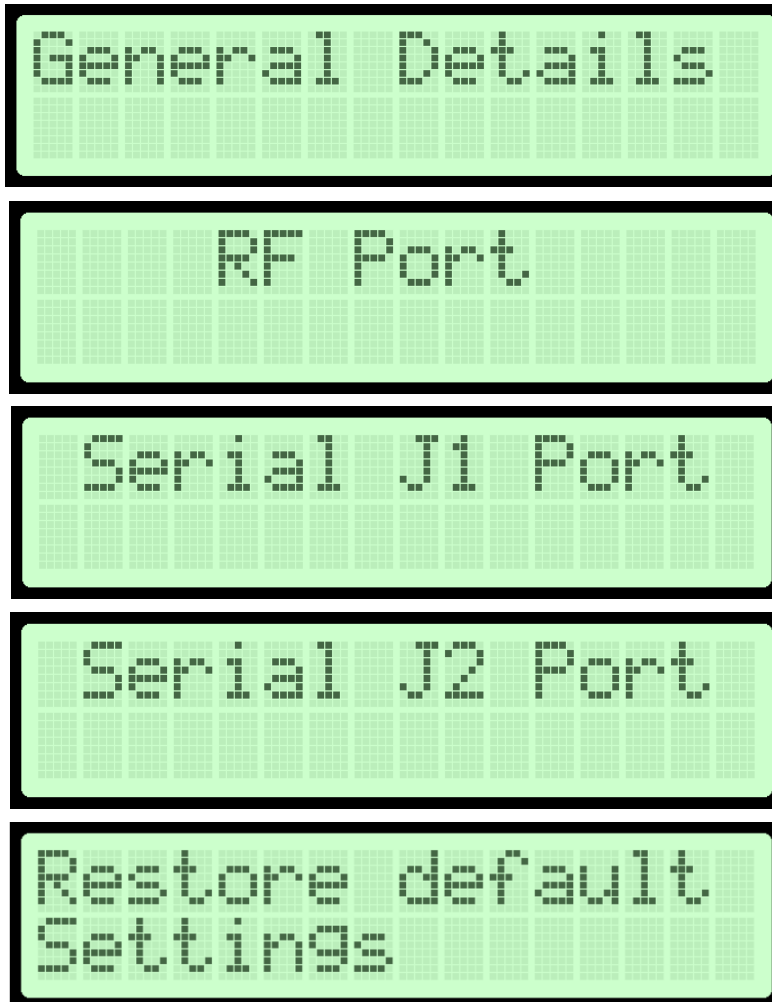 General Details
RF Port
Serial J1 Port
Serial J2 Port
Restore default
Settings